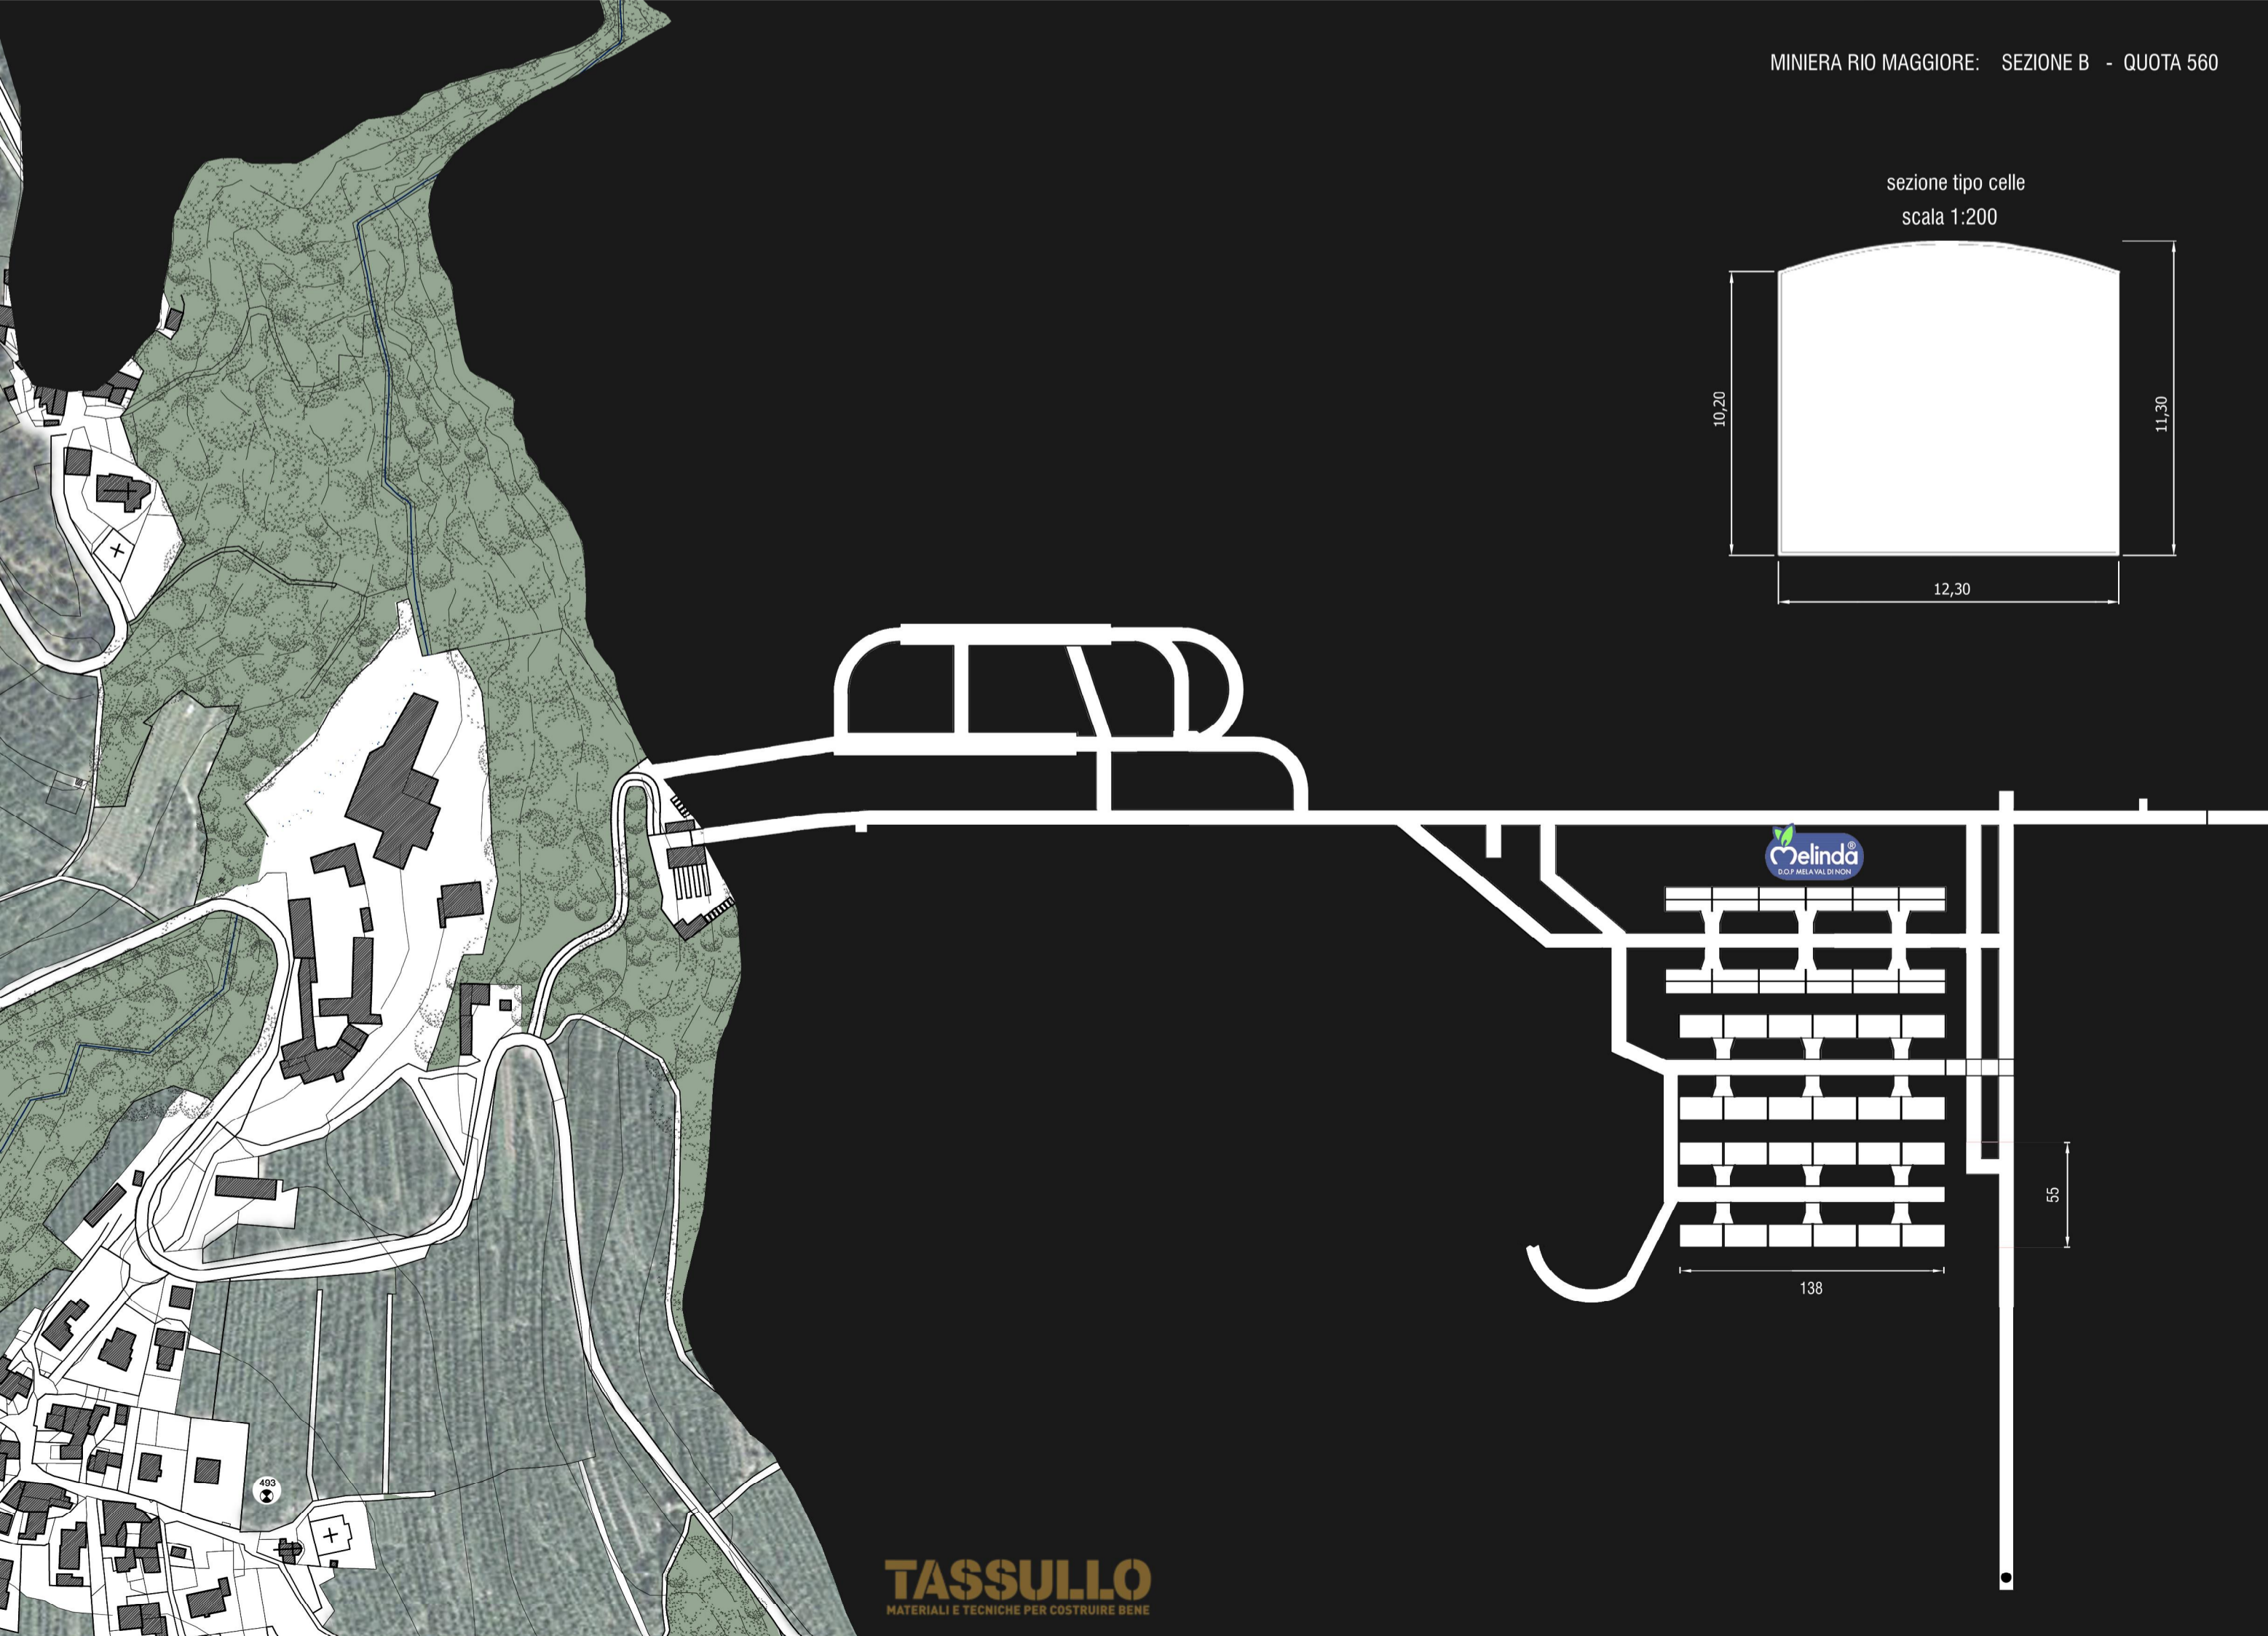 MINIERA RIO MAGGIORE: SEZIONE B - QUOTA 560
sezione tipo celle
scala 1:200
10,20
11,30
12,30
Melinda®
D.O.P MELA VAL DI NON
55
138
493
TASSULLO
MATERIALI E TECNICHE PER COSTRUIRE BENE